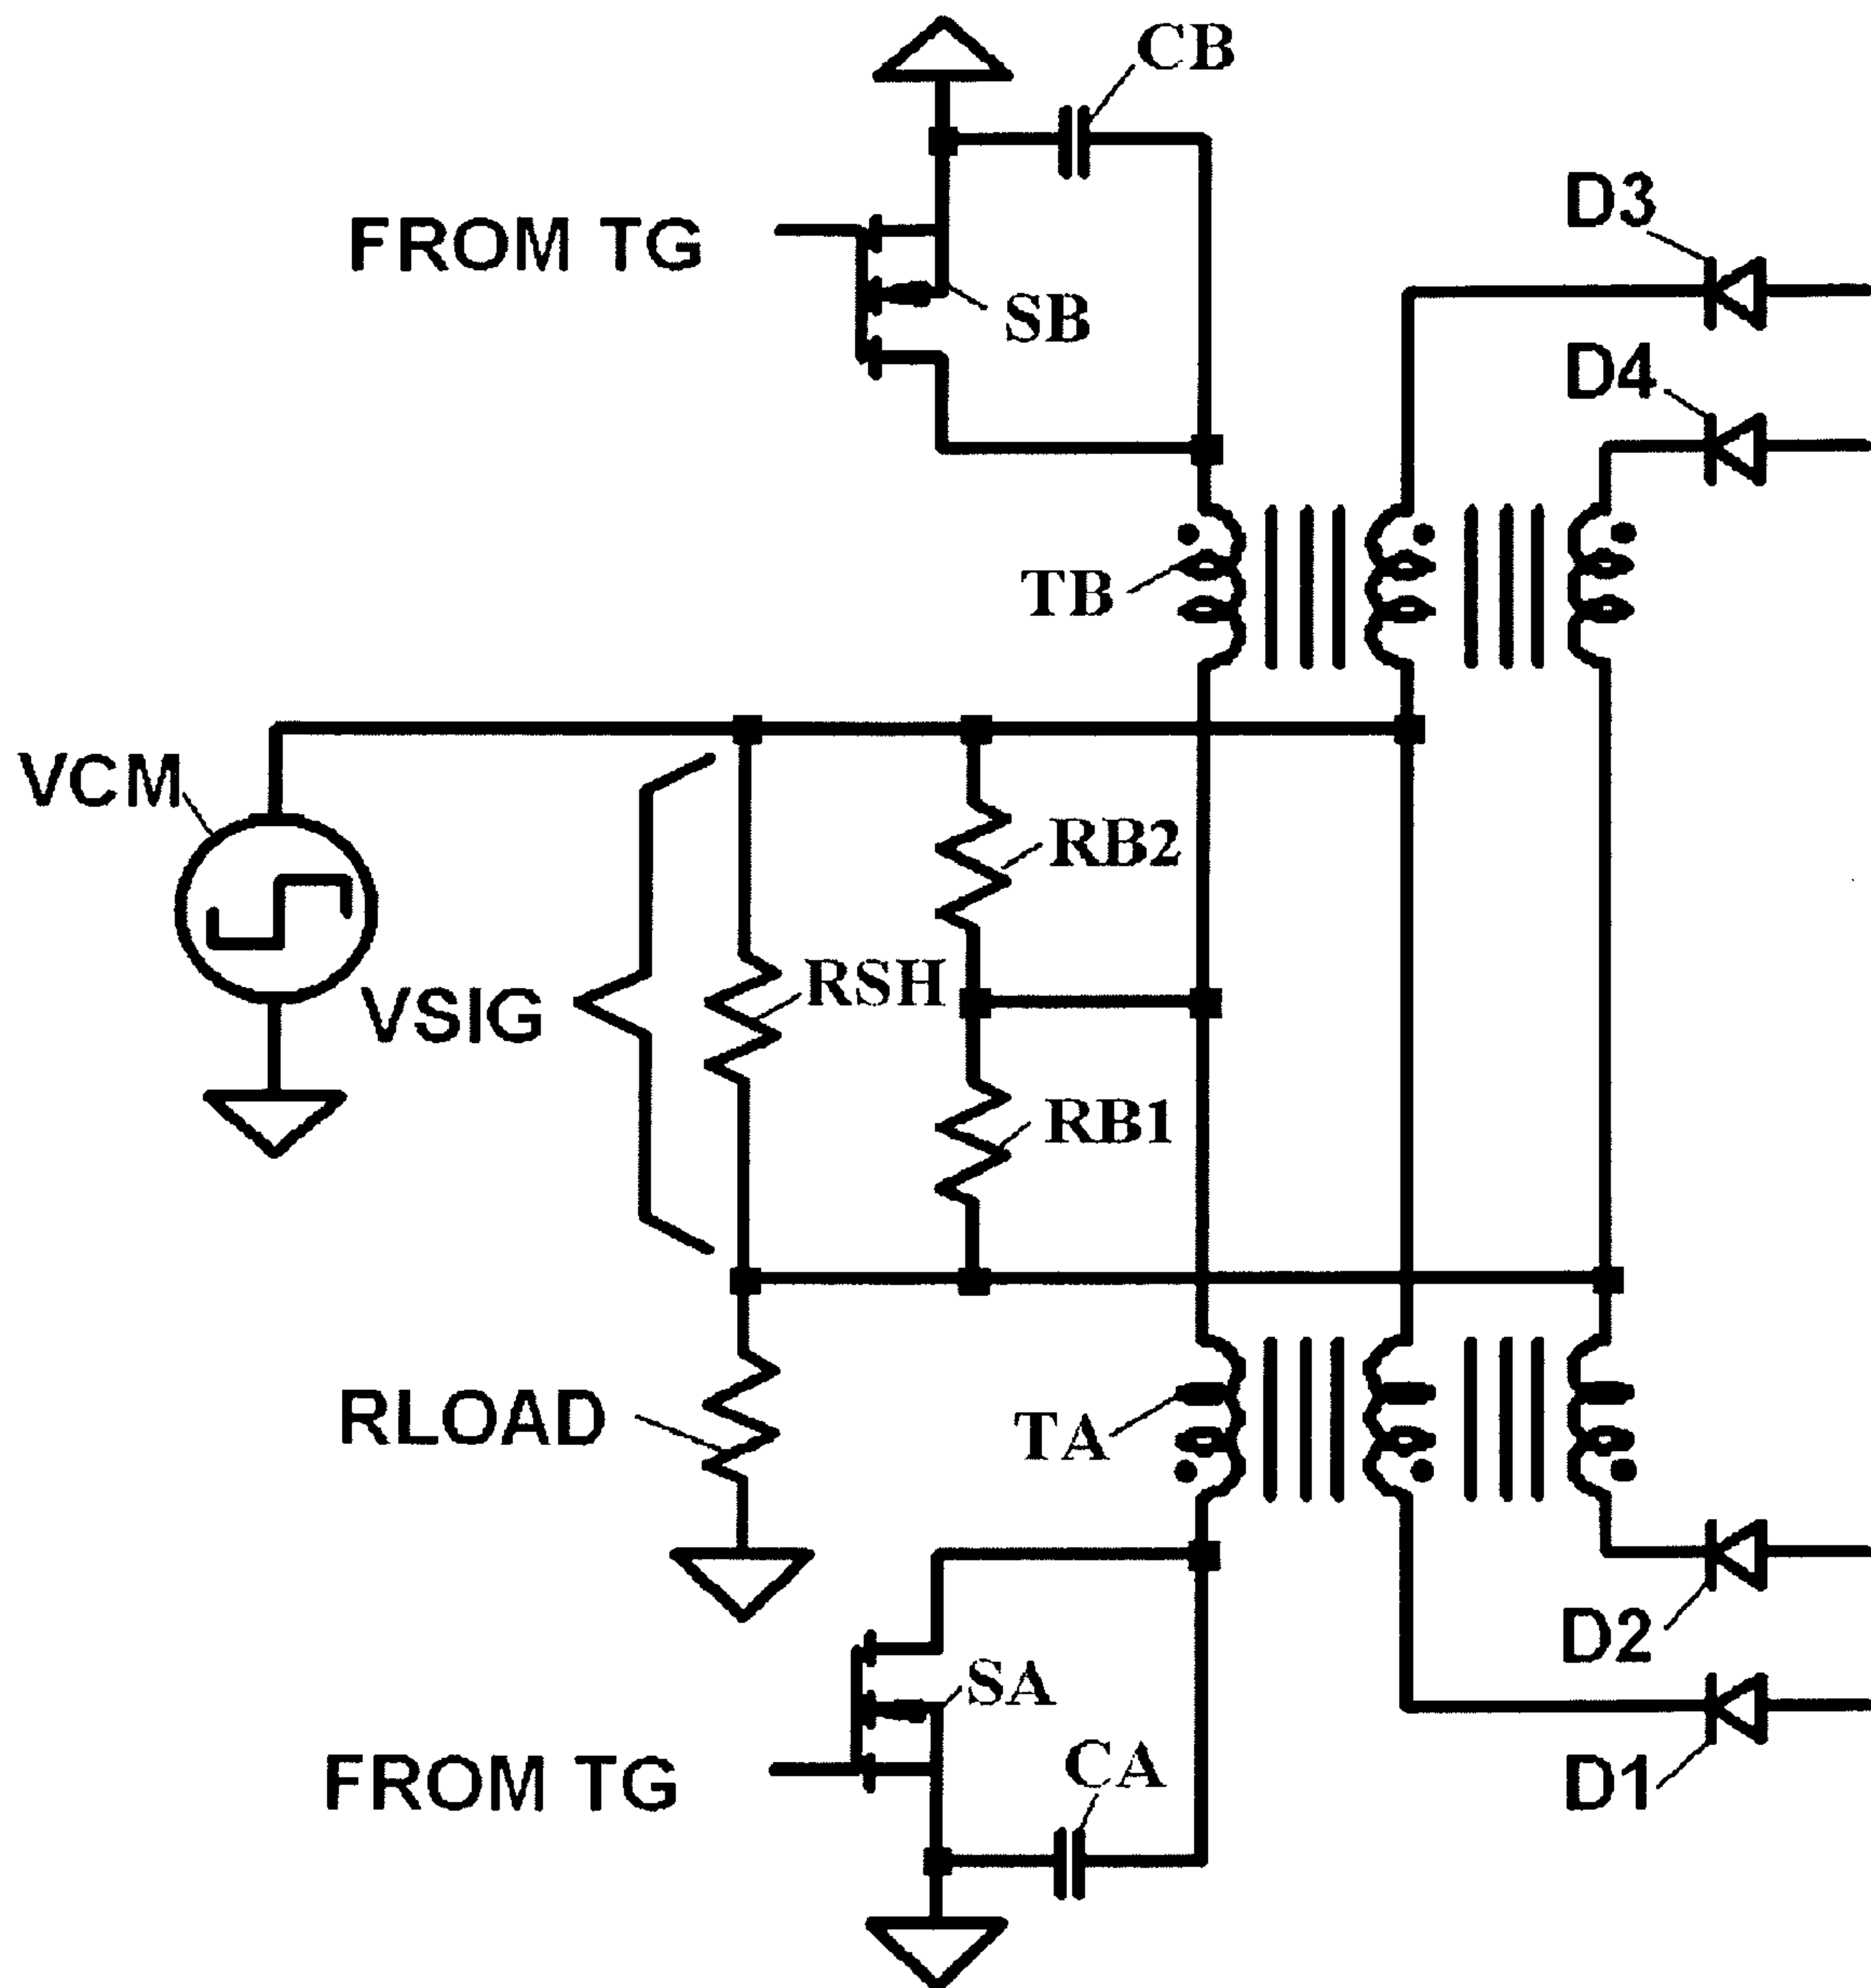 CB
D3
FROM TG
SB
D4
TB
VCM
RB2
RSH
VSIG
RB1
RLOAD
TA
D2
SA
CA
FROM TG
D1